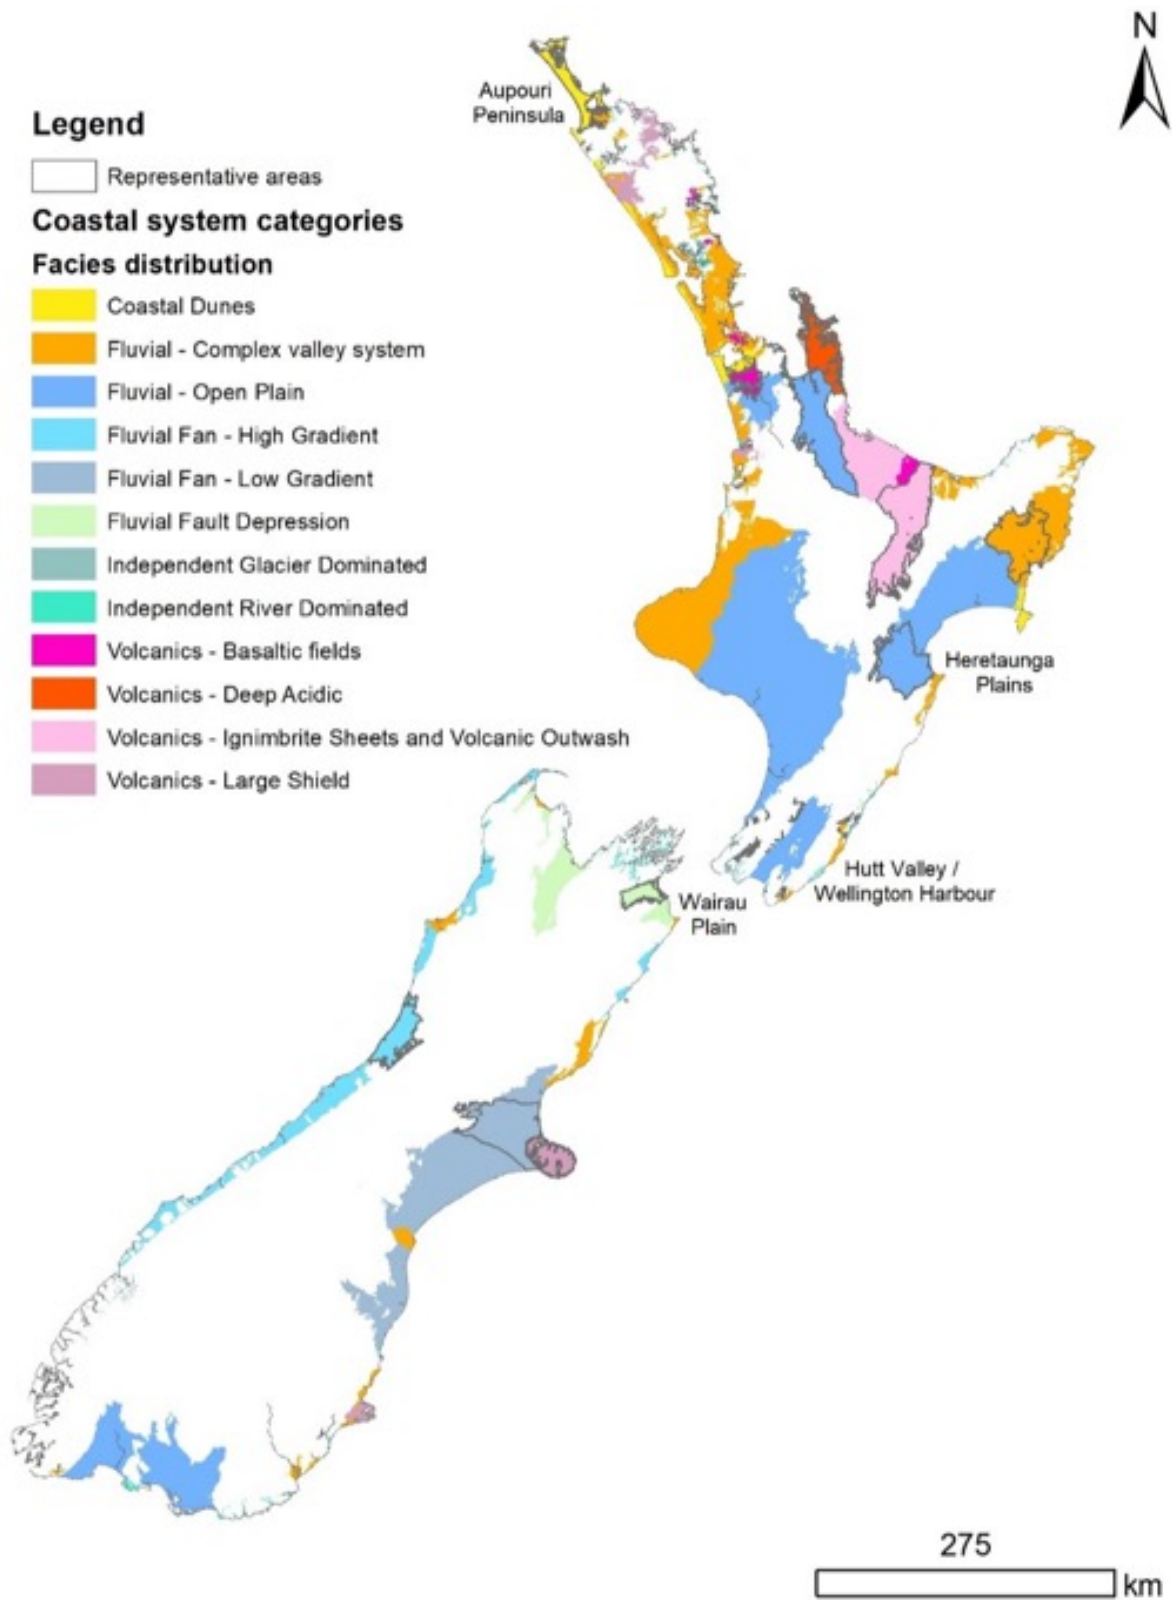 N
Aupouri
Peninsula
Legend
Representative areas
Coastal system categories
Facies distribution
Coastal Dunes
Fluvial - Complex valley system
Fluvial - Open Plain
Fluvial Fan - High Gradient
Fluvial Fan - Low Gradient
Fluvial Fault Depression
Independent Glacier Dominated
Independent River Dominated
Volcanics - Basaltic fields
Volcanics - Deep Acidic
Volcanics - Ignimbrite Sheets and Volcanic Outwash
Volcanics - Large Shield
Heretaunga
Plains
Hutt Valley /
Wellington Harbour
Wairau
Plain
275
km